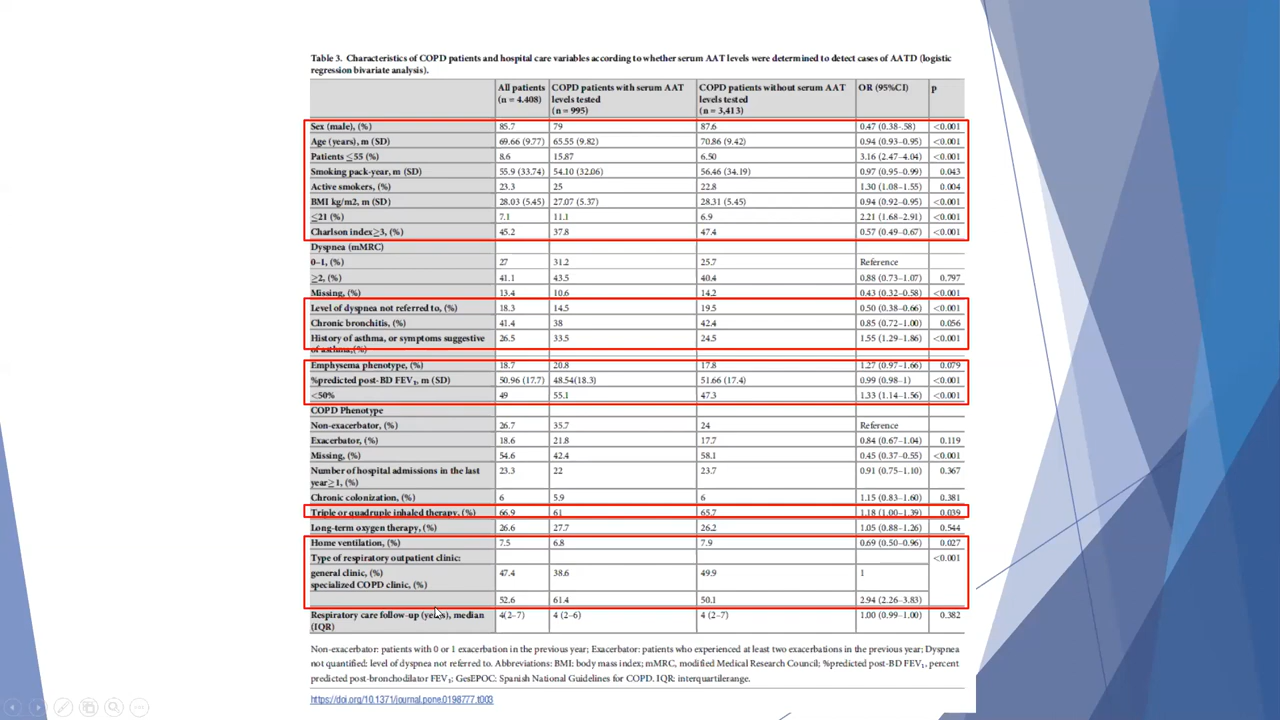 Table 3. Characteristics of COPD patients and hospital care variables according to whether serum AAT levels were determined to detect cases of AATD (logistic
regression bivariate analysis).
All patients (n = 4.408) COPD patients with serum AAT levels tested (n = 995) COPD patients without serum AAT levels tested (n = 3,413) OR (95%CI) p
Sex (male), (%) 85.7 79 87.6 0.47 (0.38–.58) <0.001
Age (years), m (SD) 69.66 (9.77) 65.55 (9.82) 70.86 (9.42) 0.94 (0.93–0.95) <0.001
Patients ≤55 (%) 8.6 15.87 6.50 3.16 (2.47–4.04) <0.001
Smoking pack-year, m (SD) 55.9 (33.74) 54.10 (32.06) 56.46 (34.19) 0.97 (0.95–0.99) 0.043
Active smokers, (%) 23.3 25 22.8 1.30 (1.08–1.55) 0.004
BMI kg/m2, m (SD) 28.03 (5.45) 27.07 (5.37) 28.31 (5.45) 0.94 (0.92–0.95) <0.001
≤21 (%) 7.1 11.1 6.9 2.21 (1.68–2.91) <0.001
Charlson index≥3, (%) 45.2 37.8 47.4 0.57 (0.49–0.67) <0.001
Dyspnea (mMRC)
0–1, (%) 27 31.2 25.7 Reference
≥2, (%) 41.1 43.5 40.4 0.88 (0.73–1.07) 0.797
Missing, (%) 13.4 10.6 14.2 0.43 (0.32–0.58) <0.001
Level of dyspnea not referred to, (%) 18.3 14.5 19.5 0.50 (0.38–0.66) <0.001
Chronic bronchitis, (%) 41.4 38 42.4 0.85 (0.72–1.00) 0.056
History of asthma, or symptoms suggestive 26.5 33.5 24.5 1.55 (1.29–1.86) <0.001
of asthma,(%)
Emphysema phenotype, (%) 18.7 20.8 17.8 1.27 (0.97–1.66) 0.079
%predicted post-BD FEV₁, m (SD) 50.96 (17.7) 48.54(18.3) 51.66 (17.4) 0.99 (0.98–1) <0.001
<50% 49 55.1 47.3 1.33 (1.14–1.56) <0.001
COPD Phenotype
Non-exacerbator, (%) 26.7 35.7 24 Reference
Exacerbator, (%) 18.6 21.8 17.7 0.84 (0.67–1.04) 0.119
Missing, (%) 54.6 42.4 58.1 0.45 (0.37–0.55) <0.001
Number of hospital admissions in the last 23.3 22 23.7 0.91 (0.75–1.10) 0.367
year≥1, (%)
Chronic colonization, (%) 6 5.9 6 1.15 (0.83–1.60) 0.381
Triple or quadruple inhaled therapy, (%) 66.9 61 65.7 1.18 (1.00–1.39) 0.039
Long-term oxygen therapy, (%) 26.6 27.7 26.2 1.05 (0.88–1.26) 0.544
Home ventilation, (%) 7.5 6.8 7.9 0.69 (0.50–0.96) 0.027
Type of respiratory outpatient clinic: <0.001
general clinic, (%) 47.4 38.6 49.9 1
specialized COPD clinic, (%)
52.6 61.4 50.1 2.94 (2.26–3.83)
Respiratory care follow-up (years), median 4(2–7) 4 (2–6) 4 (2–7) 1.00 (0.99–1.00) 0.382
(IQR)
Non-exacerbator: patients with 0 or 1 exacerbation in the previous year; Exacerbator: patients who experienced at least two exacerbations in the previous year; Dyspnea
not quantified: level of dyspnea not referred to. Abbreviations: BMI: body mass index; mMRC, modified Medical Research Council; %predicted post-BD FEV₁, percent
predicted post-bronchodilator FEV₁; GesEPOC: Spanish National Guidelines for COPD. IQR: interquartilerange.
https://doi.org/10.1371/journal.pone.0198777.t003